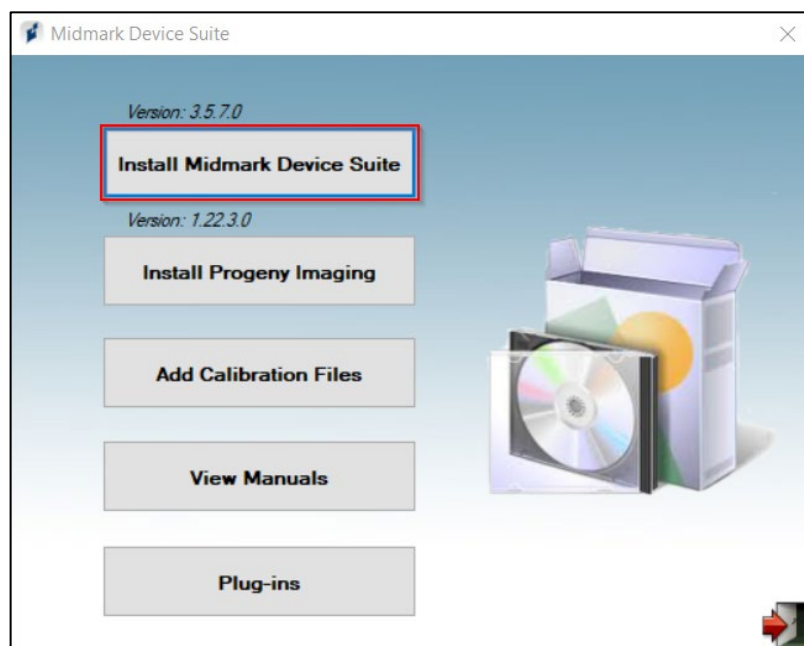 Midmark Device Suite
Version: 3.5.7.0
Install Midmark Device Suite
Version: 1.22.3.0
Install Progeny Imaging
Add Calibration Files
View Manuals
Plug-ins